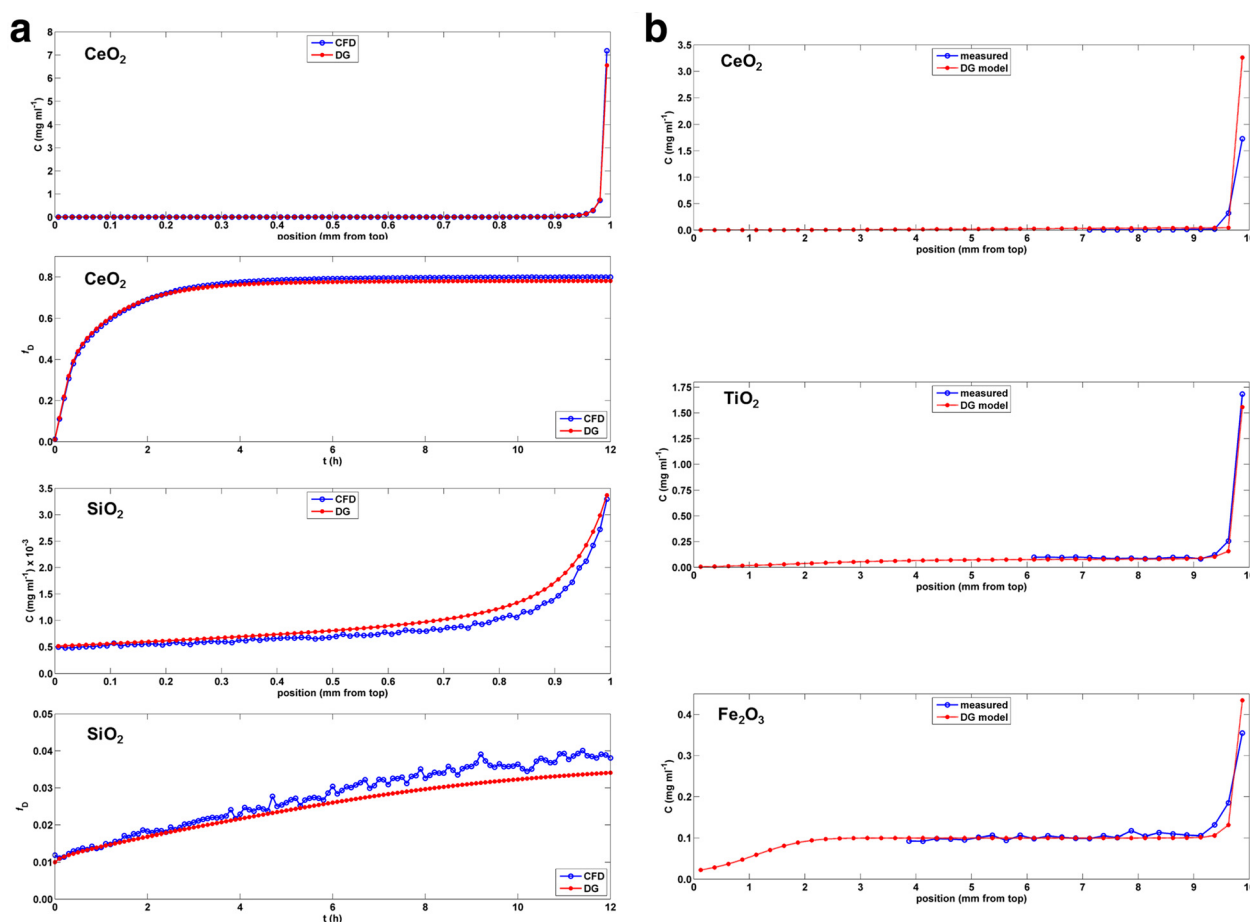 a
CeO2
CFD
DG
C (mg ml-1)
8
7
6
5
4
3
2
1
0
0 0.1 0.2 0.3 0.4 0.5 0.6 0.7 0.8 0.9 1
position (mm from top)
CeO2
fD
0.8
0.6
0.4
0.2
0.0
0 2 4 6 8 10 12
t (h)
CFD
DG
SiO2
CFD
DG
C (mg ml-1) x 10-3
3.5
3.0
2.5
2.0
1.5
1.0
0.5
0.0
0 0.1 0.2 0.3 0.4 0.5 0.6 0.7 0.8 0.9 1
position (mm from top)
SiO2
fD
0.05
0.04
0.03
0.02
0.01
0.00
0 2 4 6 8 10 12
t (h)
CFD
DG
b
CeO2
measured
DG model
C (mg ml-1)
3.5
3.0
2.5
2.0
1.5
1.0
0.5
0.0
0 1 2 3 4 5 6 7 8 9 10
position (mm from top)
TiO2
measured
DG model
C (mg ml-1)
1.75
1.50
1.25
1.00
0.75
0.50
0.25
0.00
0 1 2 3 4 5 6 7 8 9 10
position (mm from top)
Fe2O3
measured
DG model
C (mg ml-1)
0.4
0.3
0.2
0.1
0.0
0 1 2 3 4 5 6 7 8 9 10
position (mm from top)